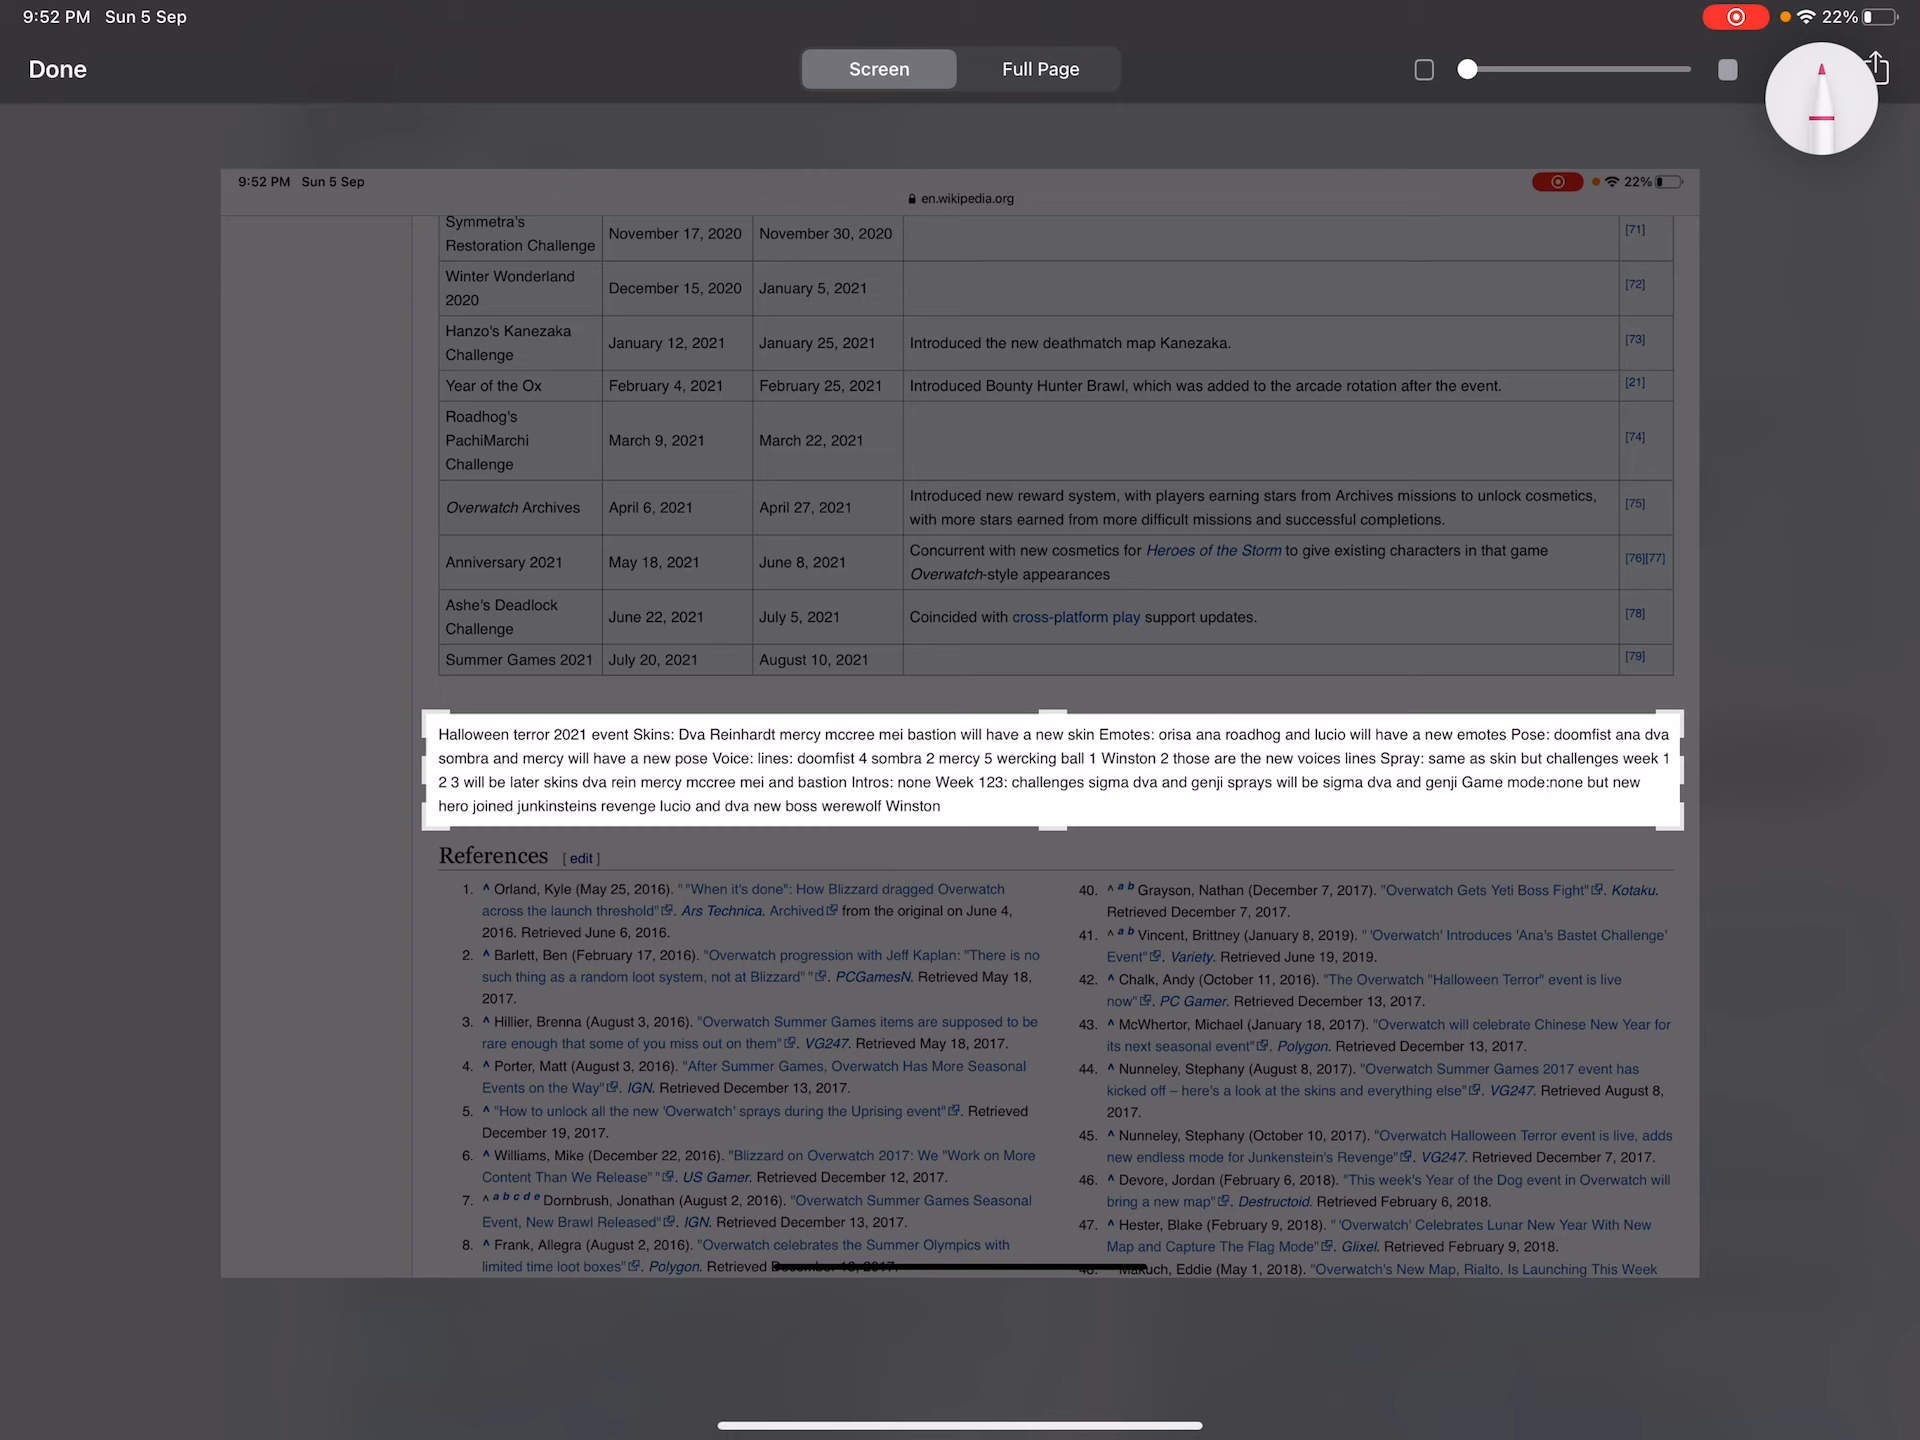 9:52 PM Sun 5 Sep
22%
Done
Screen
Full Page
9:52 PM Sun 5 Sep
22%
en.wikipedia.org
Symmetra's
Restoration Challenge
November 17, 2020
November 30, 2020
[71]
Winter Wonderland
2020
December 15, 2020
January 5, 2021
[72]
Hanzo's Kanezaka
Challenge
January 12, 2021
January 25, 2021
Introduced the new deathmatch map Kanezaka.
[73]
Year of the Ox
February 4, 2021
February 25, 2021
Introduced Bounty Hunter Brawl, which was added to the arcade rotation after the event.
[21]
Roadhog's
PachiMarchi
Challenge
March 9, 2021
March 22, 2021
[74]
Overwatch Archives
April 6, 2021
April 27, 2021
Introduced new reward system, with players earning stars from Archives missions to unlock cosmetics,
with more stars earned from more difficult missions and successful completions.
[75]
Anniversary 2021
May 18, 2021
June 8, 2021
Concurrent with new cosmetics for Heroes of the Storm to give existing characters in that game
Overwatch-style appearances
[76][77]
Ashe's Deadlock
Challenge
June 22, 2021
July 5, 2021
Coincided with cross-platform play support updates.
[78]
Summer Games 2021
July 20, 2021
August 10, 2021
[79]
Halloween terror 2021 event Skins: Dva Reinhardt mercy mccree mei bastion will have a new skin Emotes: orisa ana roadhog and lucio will have a new emotes Pose: doomfist ana dva
sombra and mercy will have a new pose Voice: lines: doomfist 4 sombra 2 mercy 5 wercking ball 1 Winston 2 those are the new voices lines Spray: same as skin but challenges week 1
2 3 will be later skins dva rein mercy mccree mei and bastion Intros: none Week 123: challenges sigma dva and genji sprays will be sigma dva and genji Game mode:none but new
hero joined junkinsteins revenge lucio and dva new boss werewolf Winston
References [ edit ]
1. ^ Orland, Kyle (May 25, 2016). ""When it's done": How Blizzard dragged Overwatch
across the launch threshold". Ars Technica. Archived from the original on June 4,
2016. Retrieved June 6, 2016.
2. ^ Barlett, Ben (February 17, 2016). "Overwatch progression with Jeff Kaplan: "There is no
such thing as a random loot system, not at Blizzard" ". PCGamesN. Retrieved May 18,
2017.
3. ^ Hillier, Brenna (August 3, 2016). "Overwatch Summer Games items are supposed to be
rare enough that some of you miss out on them". VG247. Retrieved May 18, 2017.
4. ^ Porter, Matt (August 3, 2016). "After Summer Games, Overwatch Has More Seasonal
Events on the Way". IGN. Retrieved December 13, 2017.
5. ^ "How to unlock all the new 'Overwatch' sprays during the Uprising event". Retrieved
December 19, 2017.
6. ^ Williams, Mike (December 22, 2016). "Blizzard on Overwatch 2017: We "Work on More
Content Than We Release" ". US Gamer. Retrieved December 12, 2017.
7. ^ a b c d e Dornbrush, Jonathan (August 2, 2016). "Overwatch Summer Games Seasonal
Event, New Brawl Released". IGN. Retrieved December 13, 2017.
8. ^ Frank, Allegra (August 2, 2016). "Overwatch celebrates the Summer Olympics with
limited time loot boxes". Polygon. Retrieved
40. ^ a b Grayson, Nathan (December 7, 2017). "Overwatch Gets Yeti Boss Fight". Kotaku.
Retrieved December 7, 2017.
41. ^ a b Vincent, Brittney (January 8, 2019). " 'Overwatch' Introduces 'Ana's Bastet Challenge'
Event". Variety. Retrieved June 19, 2019.
42. ^ Chalk, Andy (October 11, 2016). "The Overwatch "Halloween Terror" event is live
now". PC Gamer. Retrieved December 13, 2017.
43. ^ McWhertor, Michael (January 18, 2017). "Overwatch will celebrate Chinese New Year for
its next seasonal event". Polygon. Retrieved December 13, 2017.
44. ^ Nunneley, Stephany (August 8, 2017). "Overwatch Summer Games 2017 event has
kicked off – here's a look at the skins and everything else". VG247. Retrieved August 8,
2017.
45. ^ Nunneley, Stephany (October 10, 2017). "Overwatch Halloween Terror event is live, adds
new endless mode for Junkenstein's Revenge". VG247. Retrieved December 7, 2017.
46. ^ Devore, Jordan (February 6, 2018). "This week's Year of the Dog event in Overwatch will
bring a new map". Destructoid. Retrieved February 6, 2018.
47. ^ Hester, Blake (February 9, 2018). " 'Overwatch' Celebrates Lunar New Year With New
Map and Capture The Flag Mode". Glixel. Retrieved February 9, 2018.
Eddie (May 1, 2018). "Overwatch's New Map, Rialto, Is Launching This Week